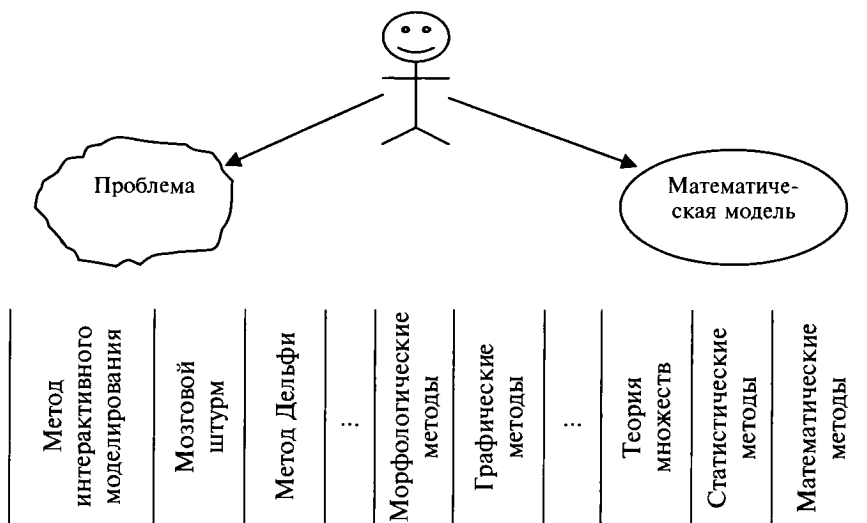 Проблема
Математиче-
ская модель
Метод
интерактивного
моделирования
Мозговой
штурм
Метод Дельфи
...
Морфологические
методы
Графические
методы
...
Теория
множеств
Статистические
методы
Математические
методы